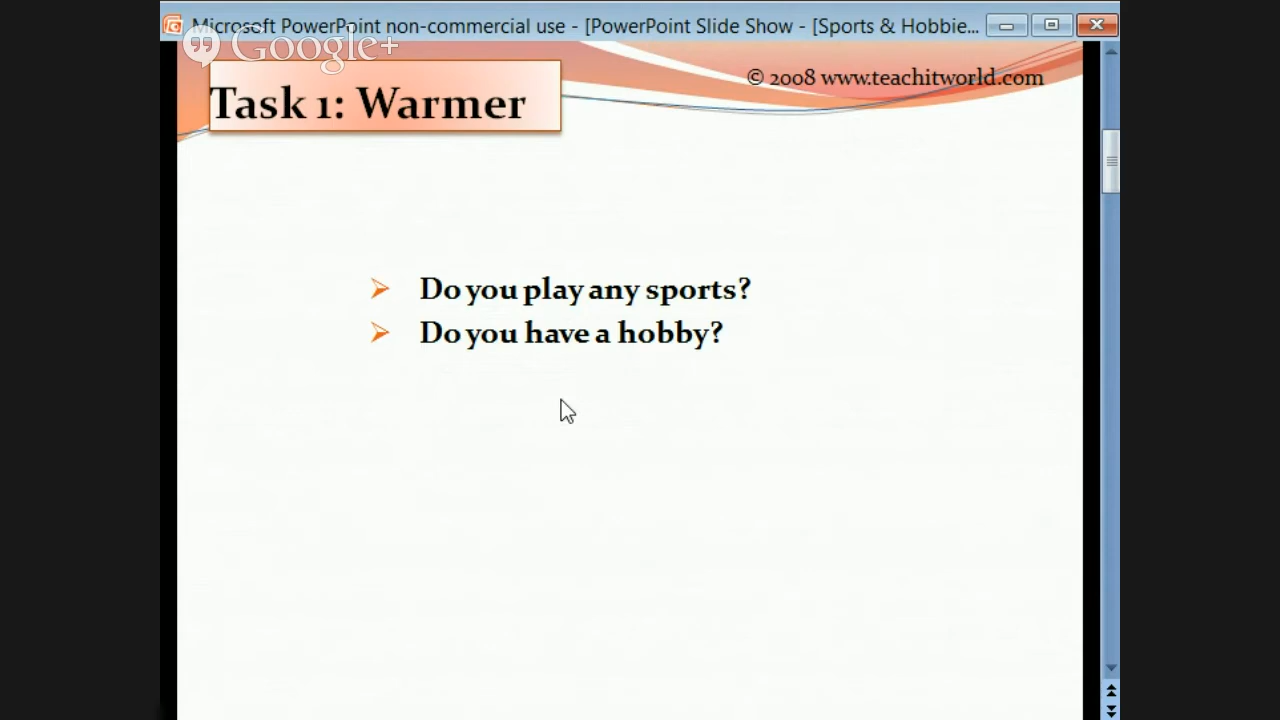 Microsoft PowerPoint non-commercial use - [PowerPoint Slide Show - [Sports & Hobbie...
Google+
© 2008 www.teachitworld.com
Task 1: Warmer
Do you play any sports?
Do you have a hobby?